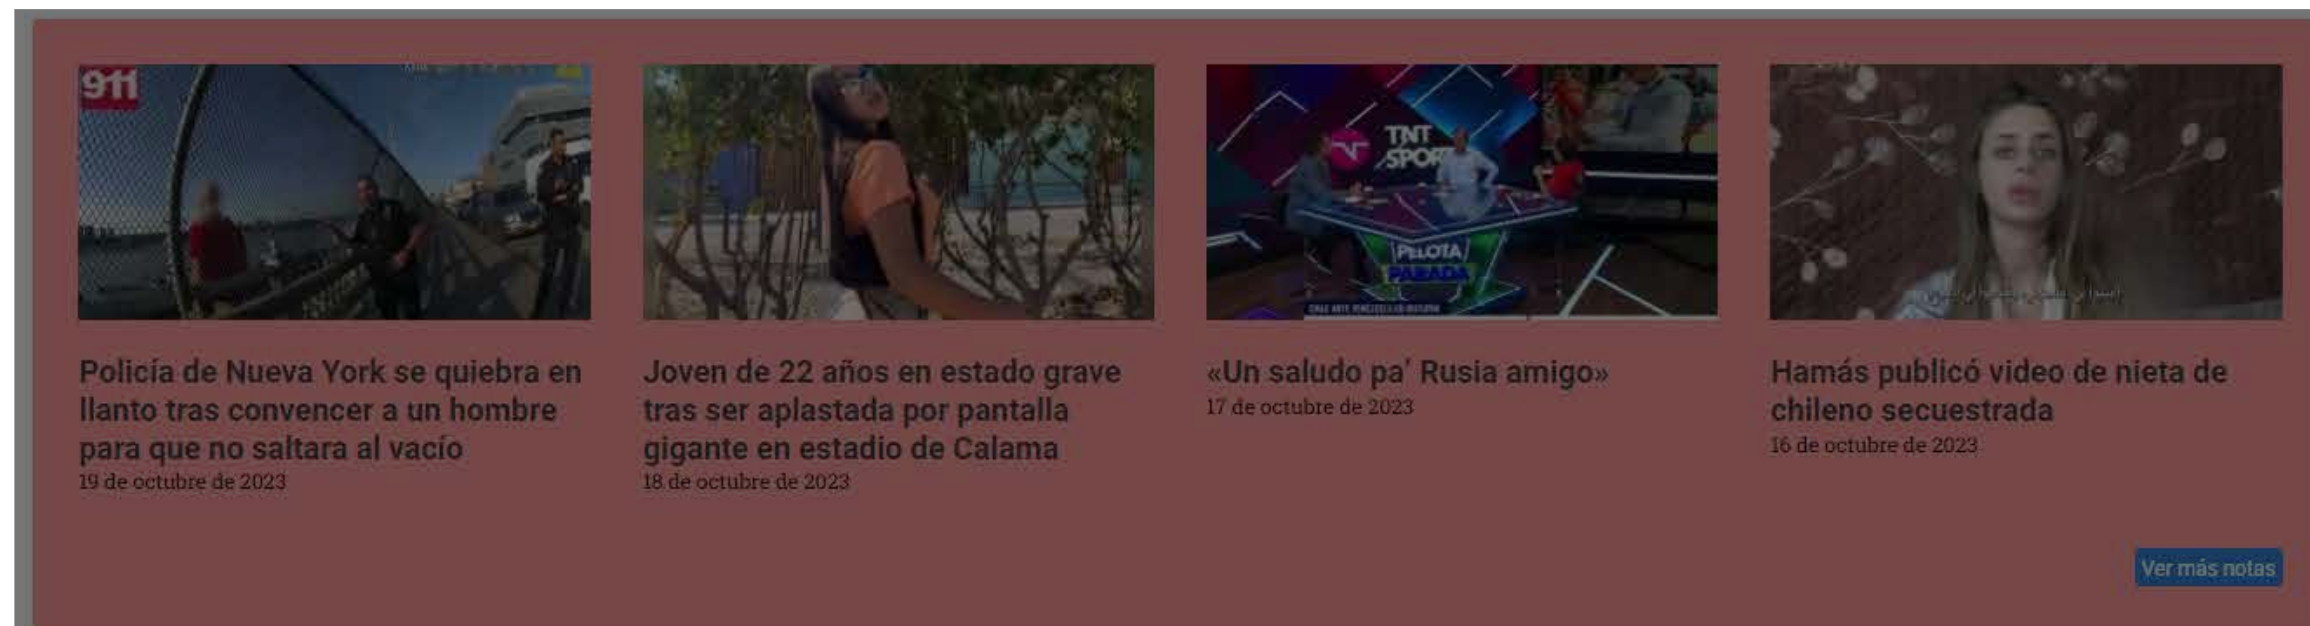 911
TNT
SPOR
PELOTA
PARADA
Policía de Nueva York se quiebra en
llanto tras convencer a un hombre
para que no saltara al vacío
19 de octubre de 2023
Joven de 22 años en estado grave
tras ser aplastada por pantalla
gigante en estadio de Calama
18 de octubre de 2023
«Un saludo pa' Rusia amigo»
17 de octubre de 2023
Hamás publicó video de nieta de
chileno secuestrada
16 de octubre de 2023
Ver más notas